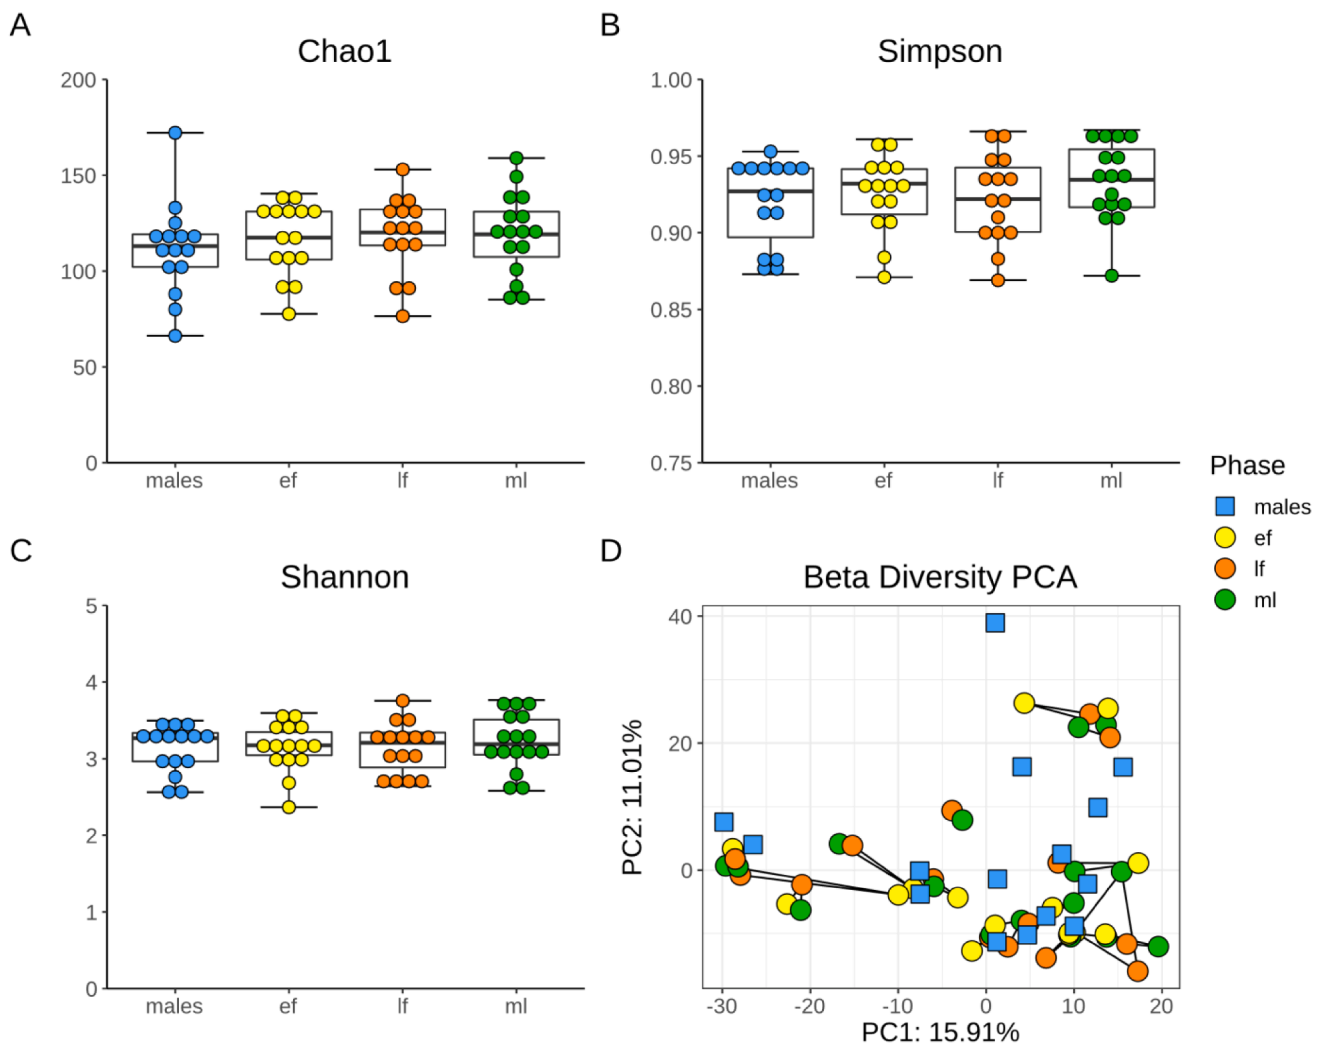 A
Chao1
200
150
100
50
0
males ef lf ml
B
Simpson
1.00
0.95
0.90
0.85
0.80
0.75
males ef lf ml
Phase
males
ef
lf
ml
C
Shannon
5
4
3
2
1
0
males ef lf ml
D
Beta Diversity PCA
PC2: 11.01%
40
20
0
-30 -20 -10 0 10 20
PC1: 15.91%